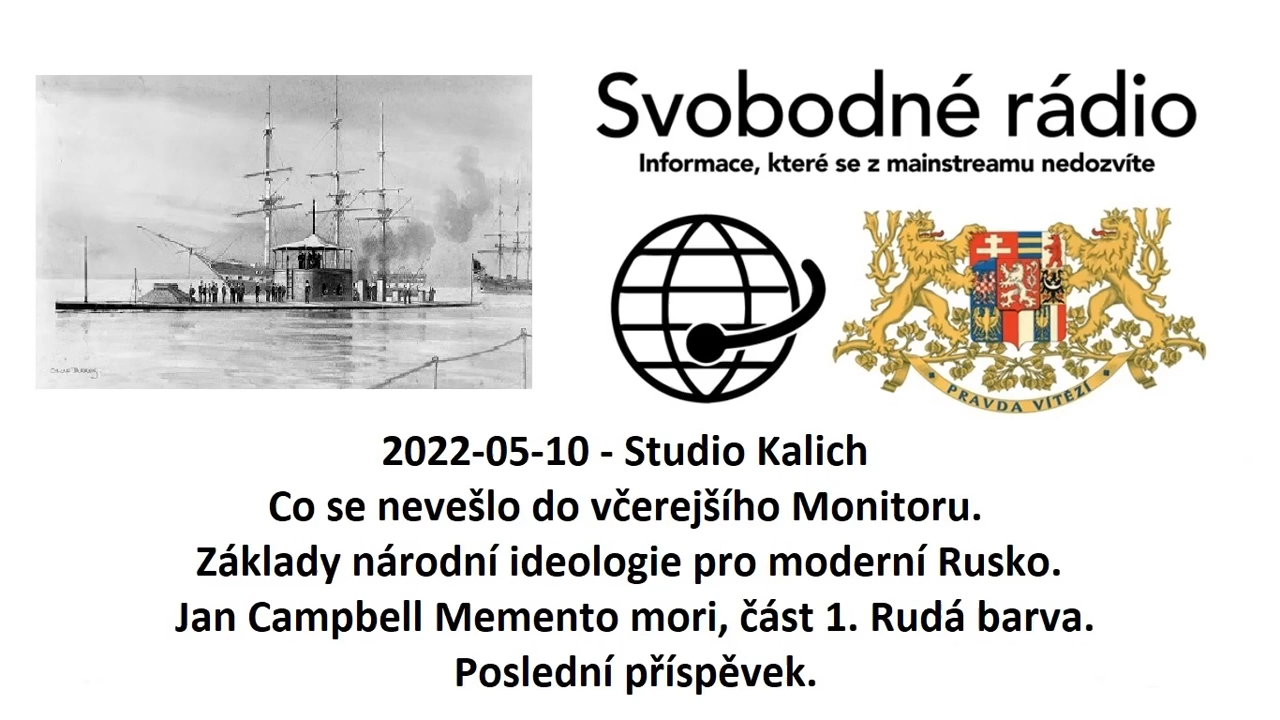 Svobodné rádio
Informace, které se z mainstreamu nedozvíte
PRAVDA VÍTĚZÍ
2022-05-10 - Studio Kalich
Co se nevešlo do včerejšího Monitoru.
Základy národní ideologie pro moderní Rusko.
Jan Campbell Memento mori, část 1. Rudá barva.
Poslední příspěvek.